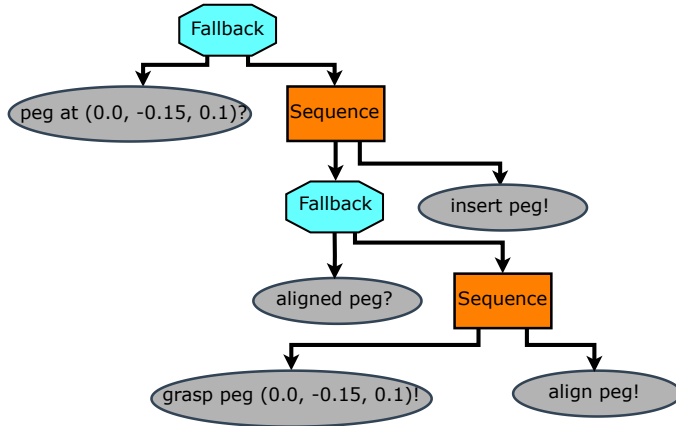 Fallback
peg at (0.0, -0.15, 0.1)?
Sequence
Fallback
insert peg!
aligned peg?
Sequence
grasp peg (0.0, -0.15, 0.1)!
align peg!